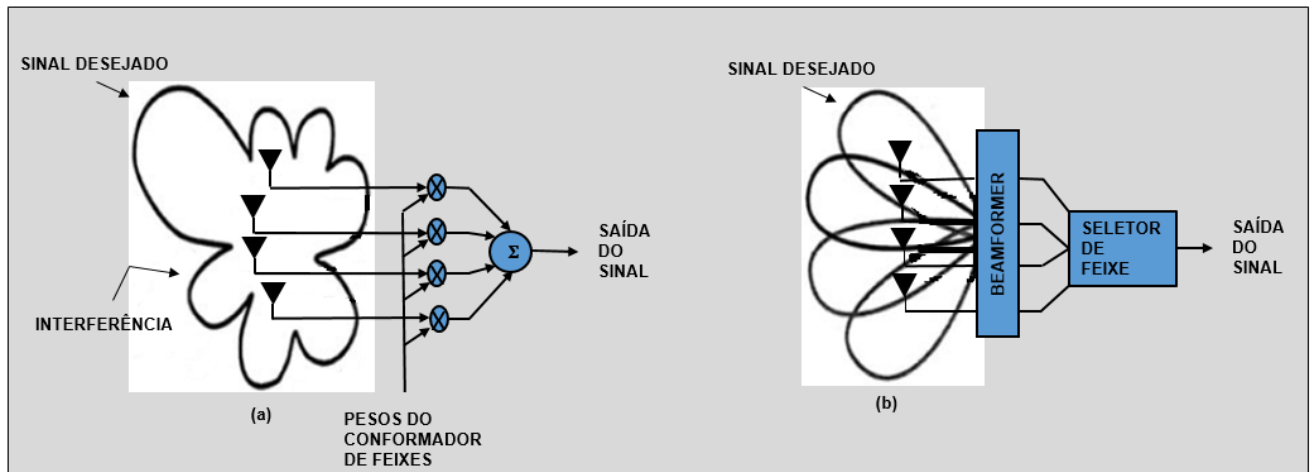 SINAL DESEJADO
INTERFERÊNCIA
Σ
SAÍDA
DO
SINAL
(a)
PESOS DO
CONFORMADOR
DE FEIXES
SINAL DESEJADO
BEAMFORMER
SELETOR
DE
FEIXE
SAÍDA
DO
SINAL
(b)